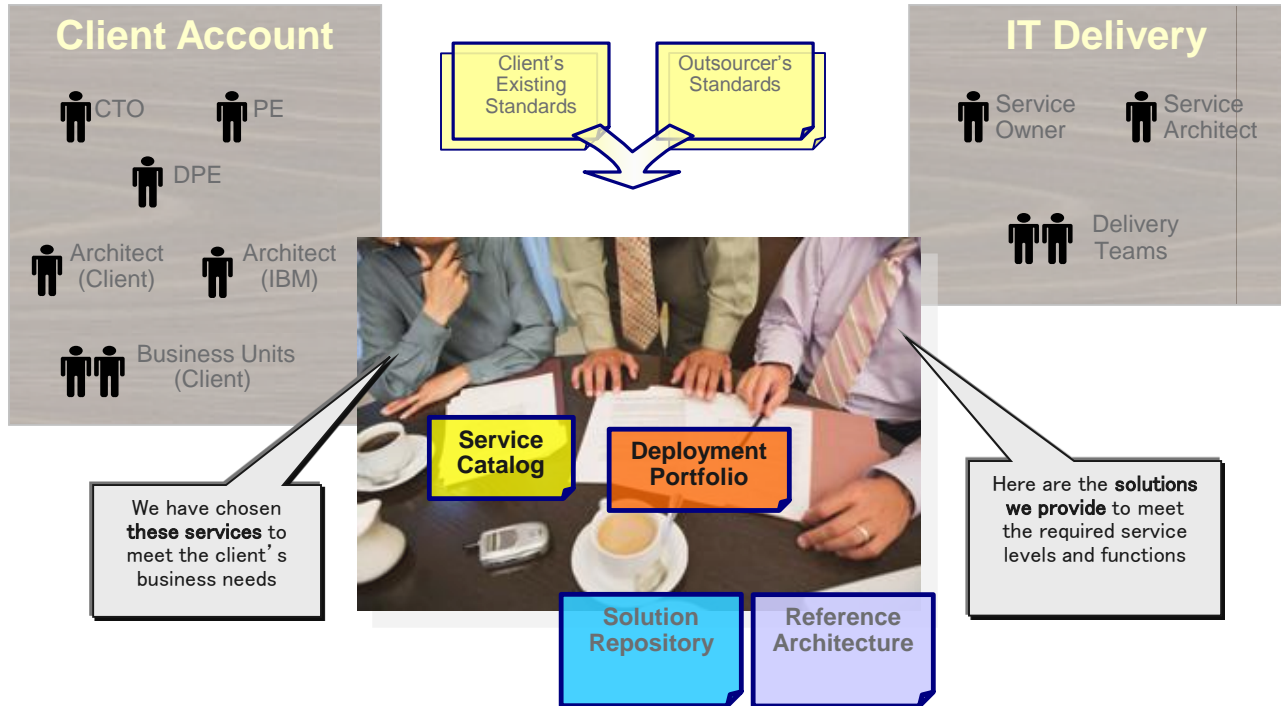 Client Account
CTO
PE
DPE
Architect
(Client)
Architect
(IBM)
Business Units
(Client)
Client's
Existing
Standards
Outsourcer's
Standards
IT Delivery
Service
Owner
Service
Architect
Delivery
Teams
We have chosen
these services to
meet the client's
business needs
Service
Catalog
Deployment
Portfolio
Here are the solutions
we provide to meet
the required service
levels and functions
Solution
Repository
Reference
Architecture